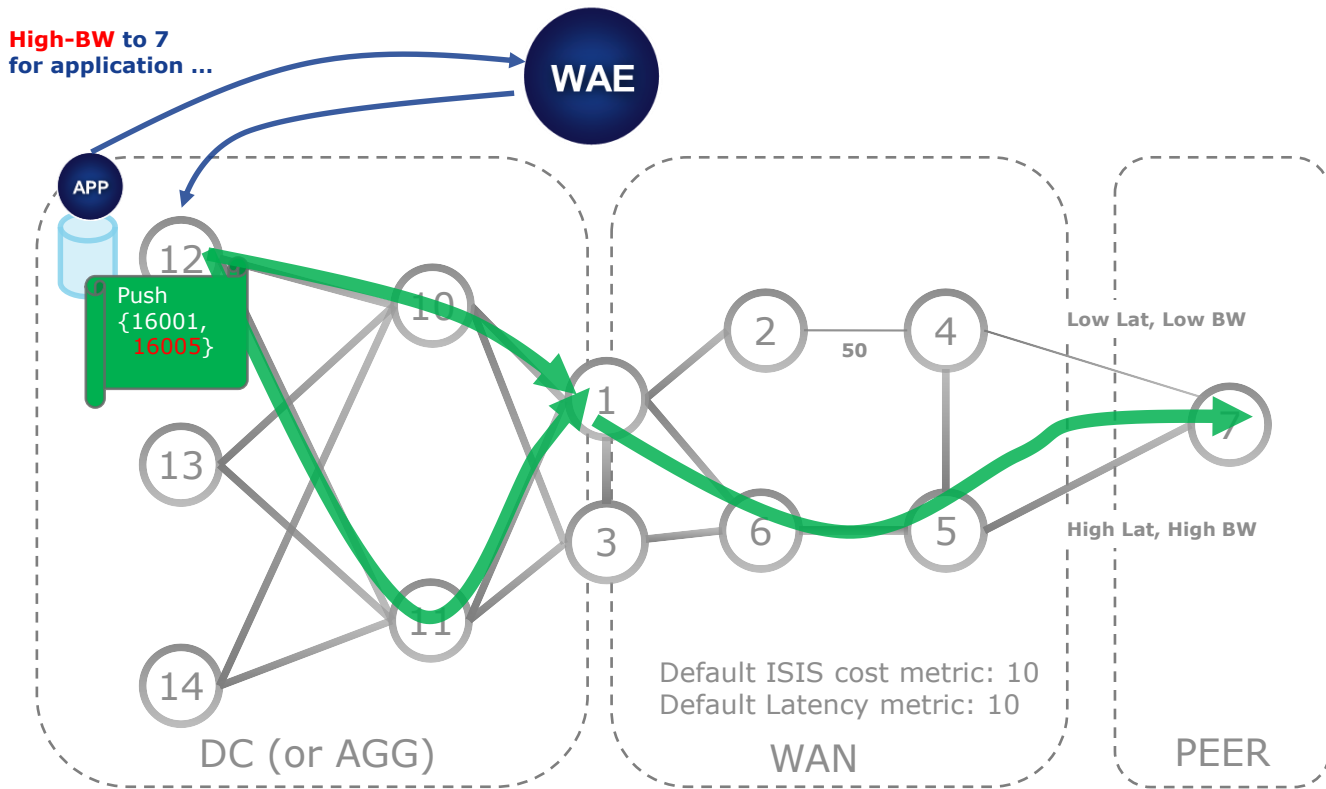 High-BW to 7
for application ...
WAE
APP
12
Push
{16001,
16005}
10
13
11
14
1
3
2
50
4
6
5
7
Low Lat, Low BW
High Lat, High BW
Default ISIS cost metric: 10
Default Latency metric: 10
DC (or AGG)
WAN
PEER